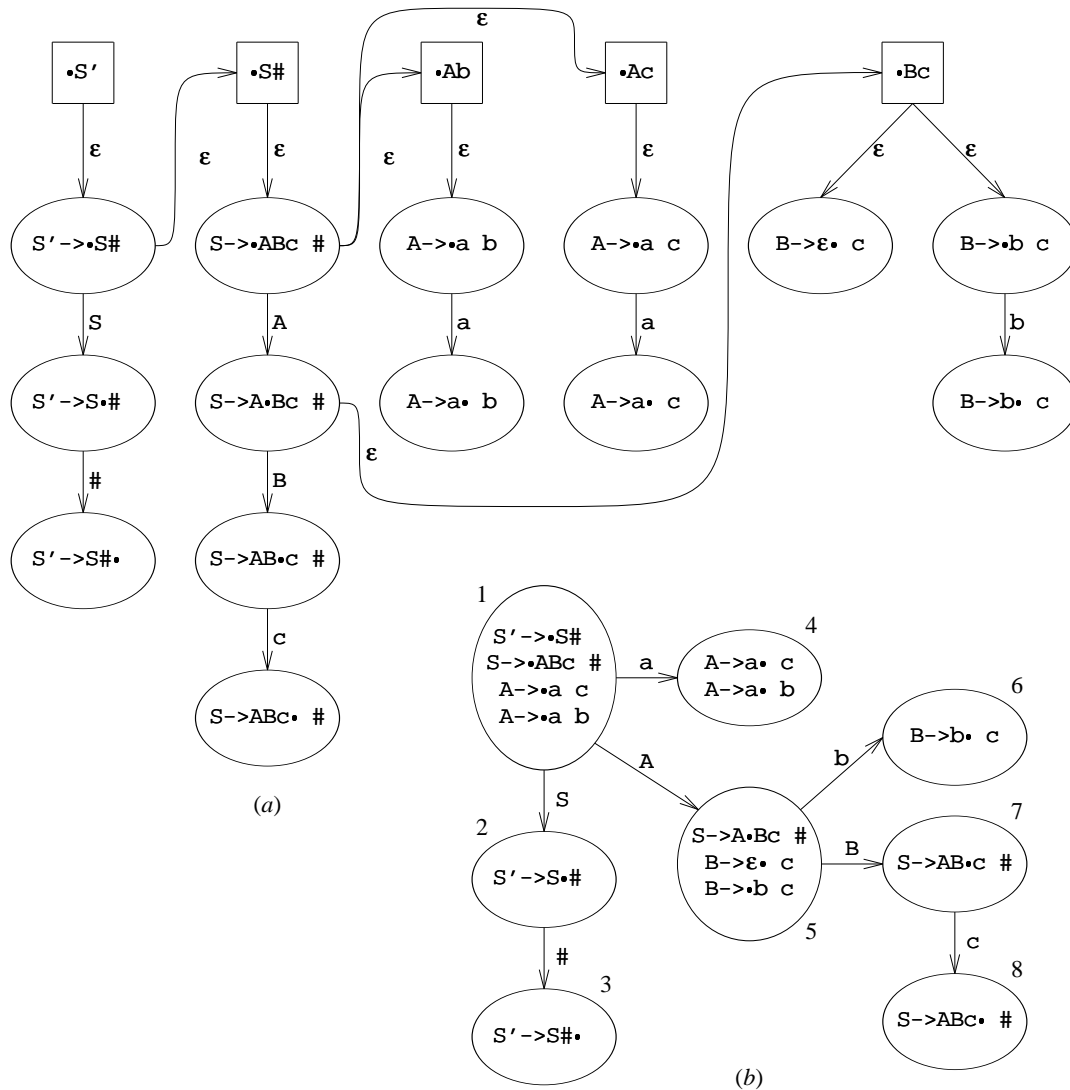 ε
•S' •S# •Ab •Ac •Bc
ε ε ε ε ε ε ε ε
S'->•S# S->•ABc # A->•a b A->•a c B->ε• c B->•b c
S A a a b
S'->S•# S->A•Bc # A->a• b A->a• c B->b• c
# B ε
S'->S#• S->AB•c #
c
S->ABc• #
(a)
1
S'->•S#
S->•ABc #
A->•a c
A->•a b
a
4
A->a• c
A->a• b
A
S
2
S'->S•#
#
3
S'->S#•
S->A•Bc #
B->ε• c
B->•b c
5
b
6
B->b• c
B
7
S->AB•c #
c
8
S->ABc• #
(b)